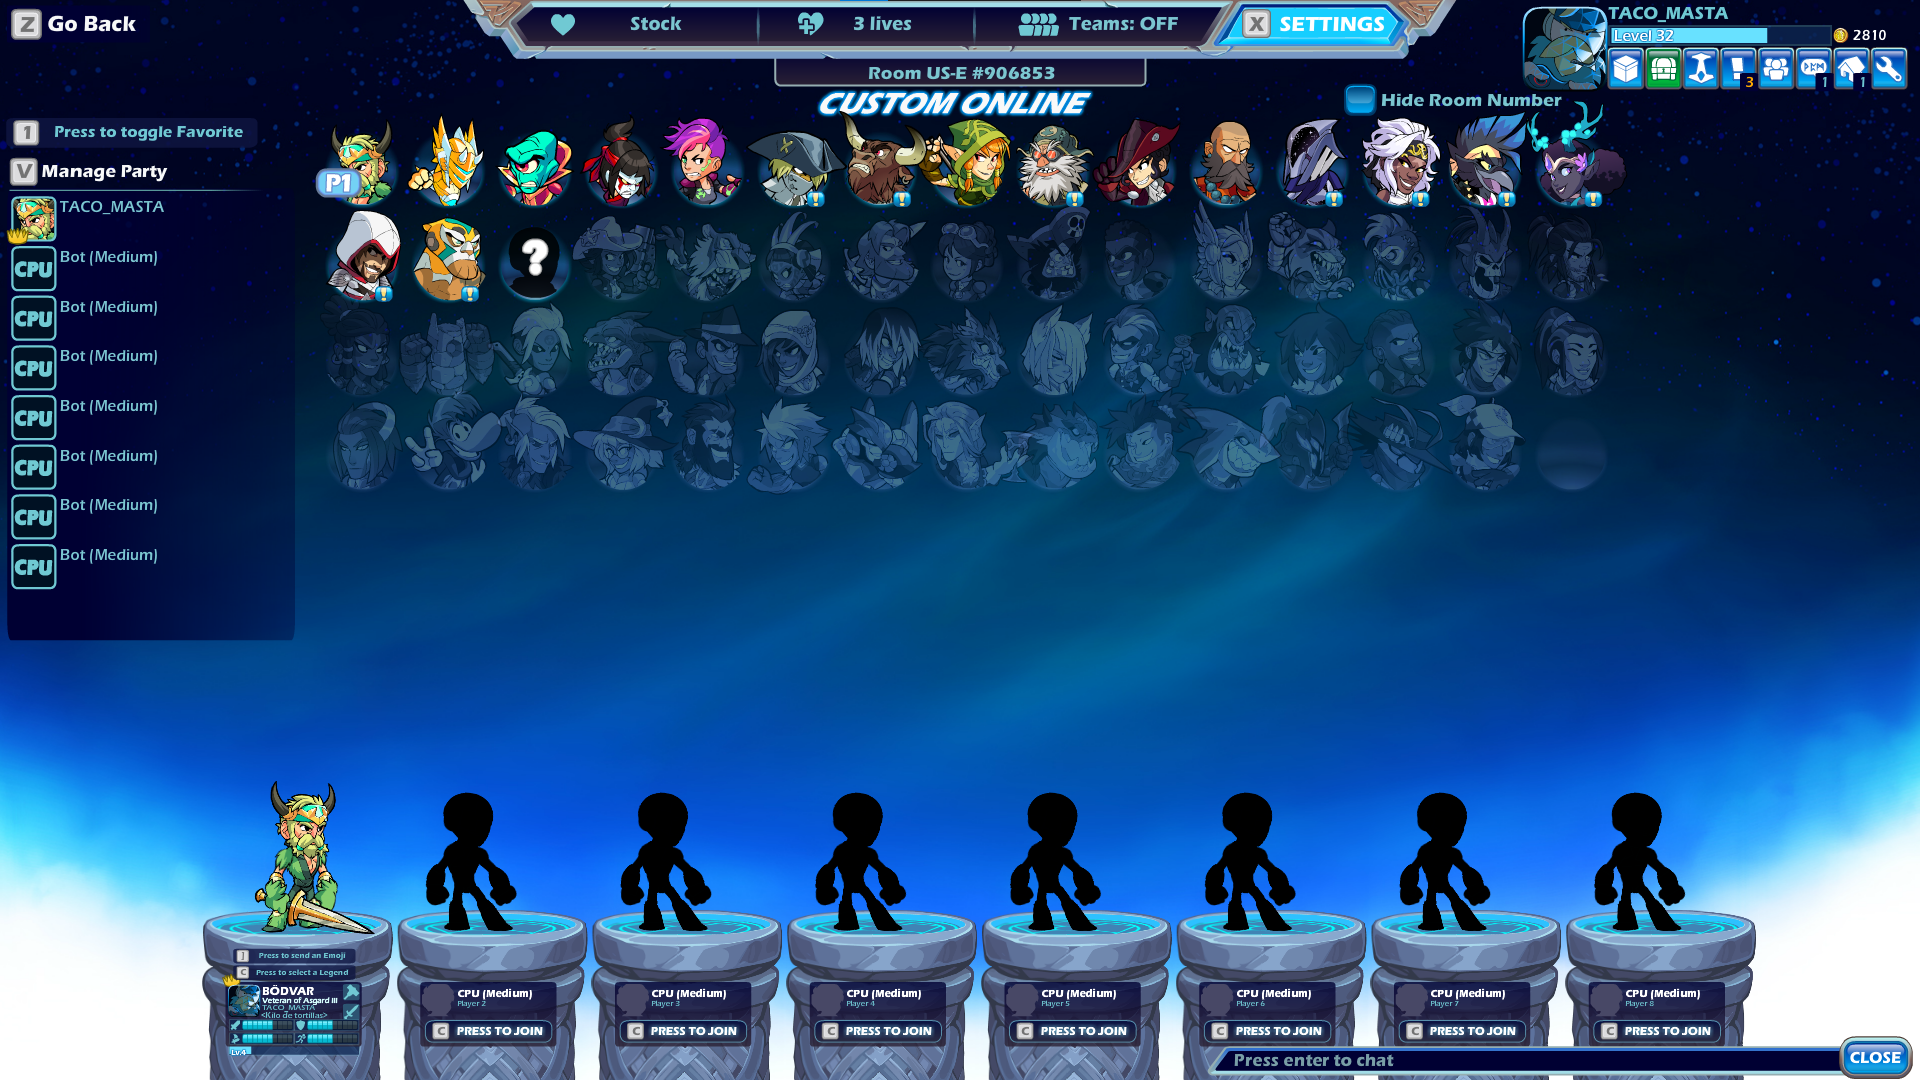 Z Go Back
Stock
3 lives
Teams: OFF
X SETTINGS
TACO_MASTA
Level 32
2810
3
1
1
Room US-E #906853
CUSTOM ONLINE
Hide Room Number
1 Press to toggle Favorite
V Manage Party
TACO_MASTA
CPU Bot (Medium)
CPU Bot (Medium)
CPU Bot (Medium)
CPU Bot (Medium)
CPU Bot (Medium)
CPU Bot (Medium)
CPU Bot (Medium)
P1
?
J Press to send an Emoji
C Press to select a Legend
BÖDVAR
Veteran of Asgard III
TACO_MASTA
<Kilo de tortillas>
Lv.4
CPU (Medium)
Player 2
C PRESS TO JOIN
CPU (Medium)
Player 3
C PRESS TO JOIN
CPU (Medium)
Player 4
C PRESS TO JOIN
CPU (Medium)
Player 5
C PRESS TO JOIN
CPU (Medium)
Player 6
C PRESS TO JOIN
CPU (Medium)
Player 7
C PRESS TO JOIN
CPU (Medium)
Player 8
C PRESS TO JOIN
Press enter to chat
CLOSE